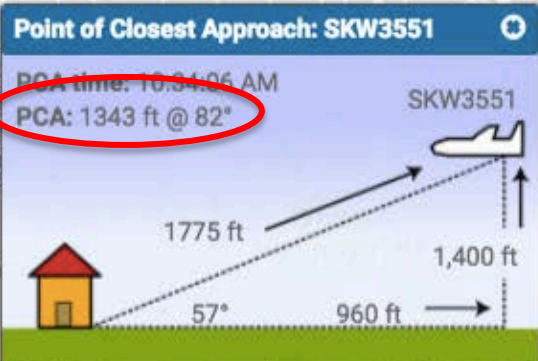 Point of Closest Approach: SKW3551
PCA time: 10:34:06 AM
PCA: 1343 ft @ 82°
SKW3551
1775 ft
1,400 ft
57°
960 ft